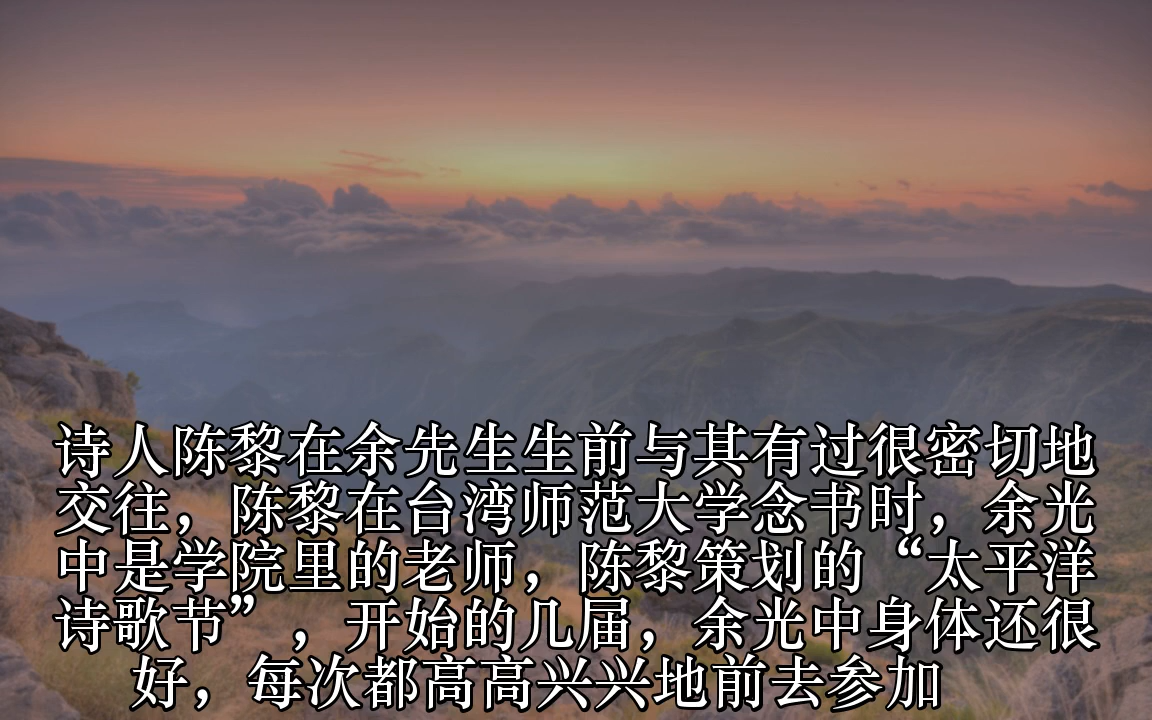 诗人陈黎在余先生生前与其有过很密切地
交往，陈黎在台湾师范大学念书时，余光
中是学院里的老师，陈黎策划的“太平洋
诗歌节”，开始的几届，余光中身体还很
好，每次都高高兴兴地前去参加